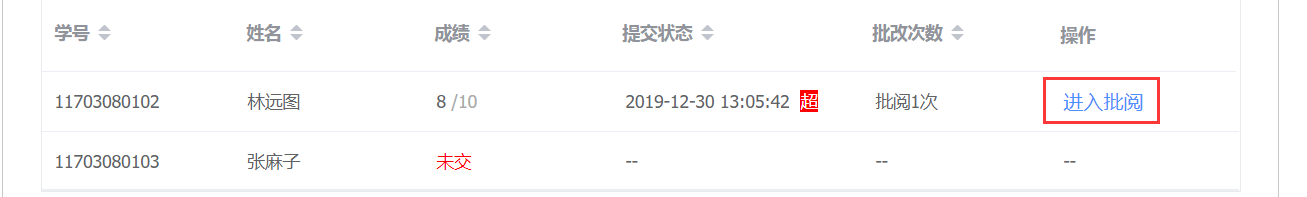 学号 姓名 成绩 提交状态 批改次数 操作
11703080102 林远图 8 /10 2019-12-30 13:05:42 超 批阅1次 进入批阅
11703080103 张麻子 未交 -- -- --